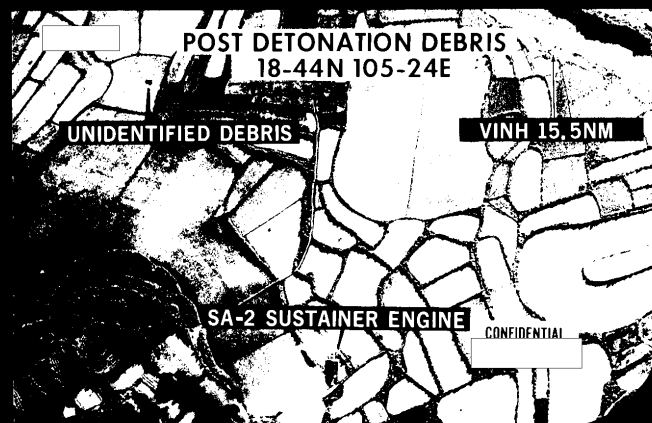 POST DETONATION DEBRIS
18-44N 105-24E
UNIDENTIFIED DEBRIS
VINH 15.5NM
SA-2 SUSTAINER ENGINE
CONFIDENTIAL